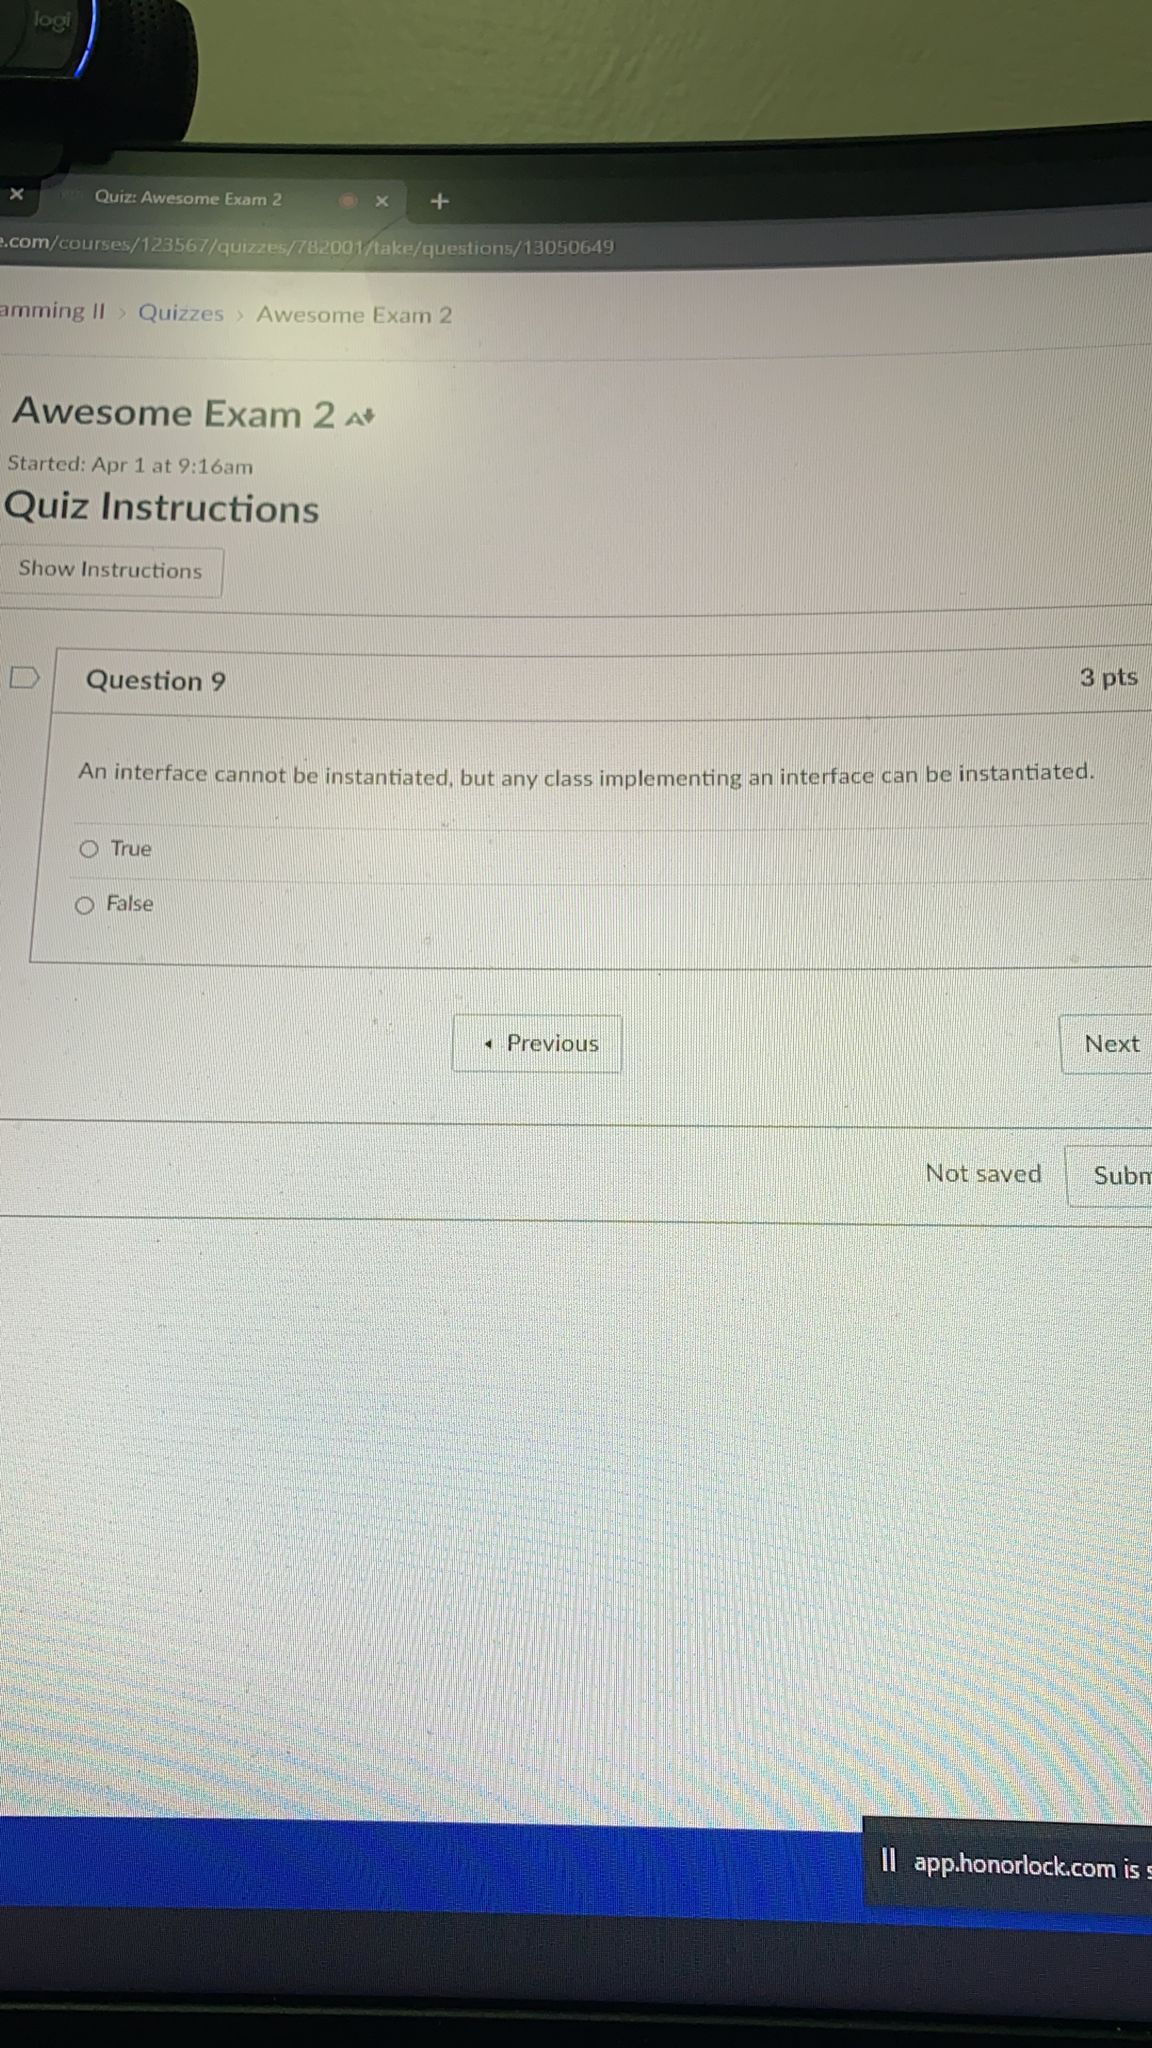 logi
Quiz: Awesome Exam 2
.com/courses/123567/quizzes/782001/take/questions/13050649
amming II > Quizzes > Awesome Exam 2
Awesome Exam 2
Started: Apr 1 at 9:16am
Quiz Instructions
Show Instructions
Question 9
3 pts
An interface cannot be instantiated, but any class implementing an interface can be instantiated.
True
False
Previous
Next
Not saved
Subm
app.honorlock.com is s